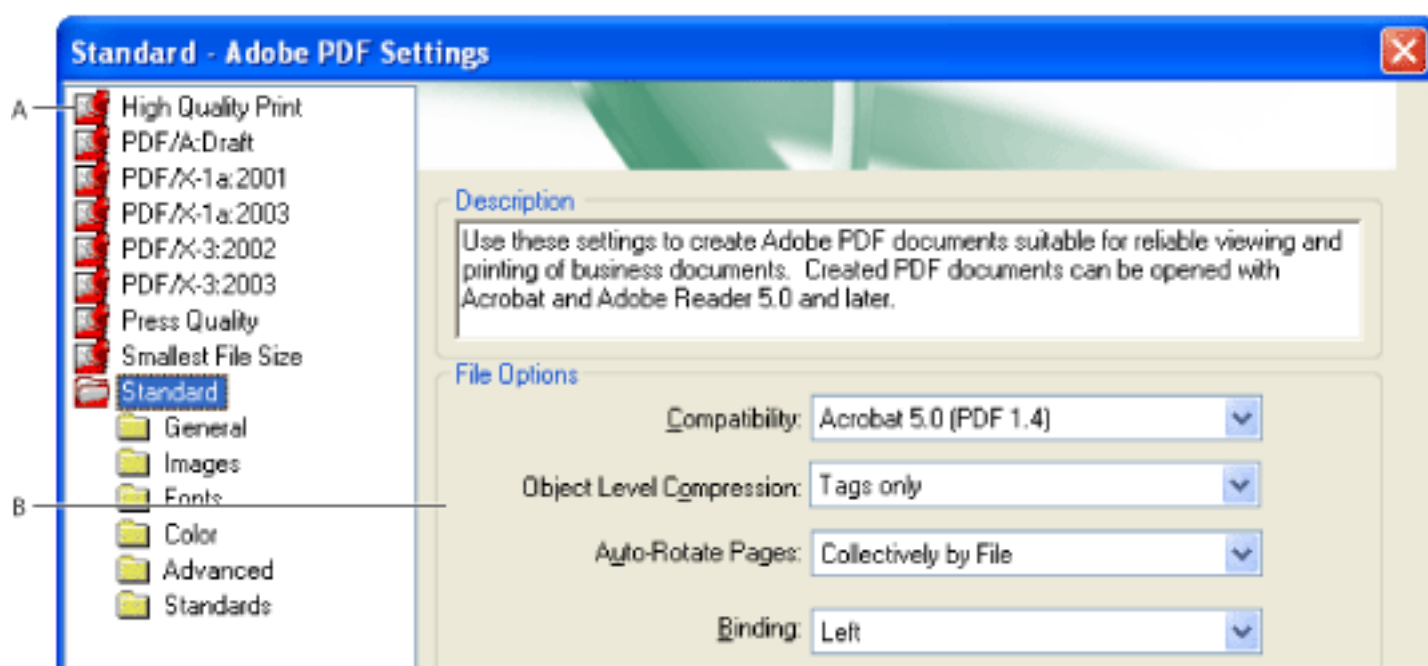 Standard - Adobe PDF Settings
A
High Quality Print
PDF/A:Draft
PDF/X-1a:2001
PDF/X-1a:2003
PDF/X-3:2002
PDF/X-3:2003
Press Quality
Smallest File Size
Standard
General
Images
Fonts
Color
Advanced
Standards
B
Description
Use these settings to create Adobe PDF documents suitable for reliable viewing and
printing of business documents. Created PDF documents can be opened with
Acrobat and Adobe Reader 5.0 and later.
File Options
Compatibility: Acrobat 5.0 (PDF 1.4)
Object Level Compression: Tags only
Auto-Rotate Pages: Collectively by File
Binding: Left